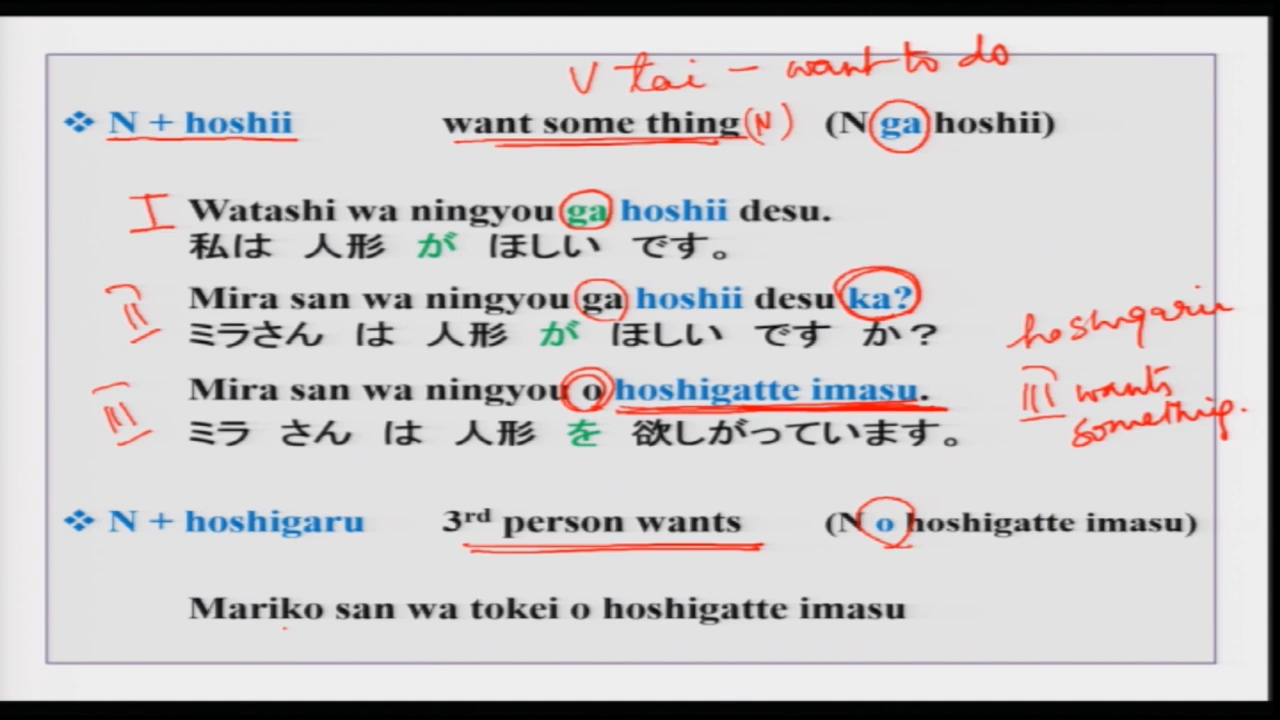 V tai - want to do
❖ N + hoshii want some thing (N) (N ga hoshii)
I Watashi wa ningyou ga hoshii desu.
私は 人形 が ほしい です。
II Mira san wa ningyou ga hoshii desu ka?
ミラさん は 人形 が ほしい です か？
III Mira san wa ningyou o hoshigatte imasu.
ミラ さん は 人形 を 欲しがっています。
III wants
something.
❖ N + hoshigaru 3rd person wants (N o hoshigatte imasu)
Mariko san wa tokei o hoshigatte imasu